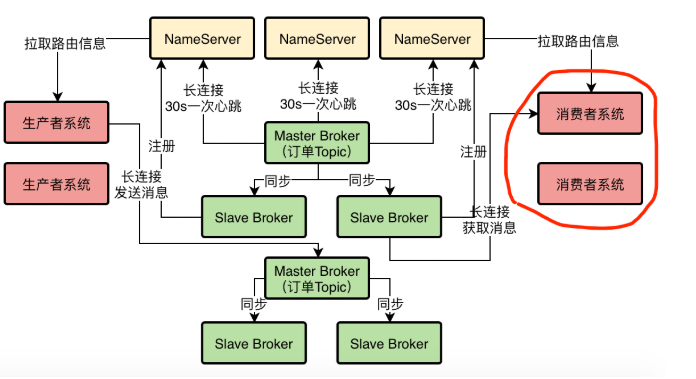 拉取路由信息
NameServer
NameServer
NameServer
拉取路由信息
长连接
30s一次心跳
长连接
30s一次心跳
长连接
30s一次心跳
生产者系统
消费者系统
Master Broker
(订单Topic)
注册
注册
生产者系统
长连接
发送消息
同步
同步
消费者系统
Slave Broker
Slave Broker
长连接
获取消息
Master Broker
(订单Topic)
同步
同步
Slave Broker
Slave Broker